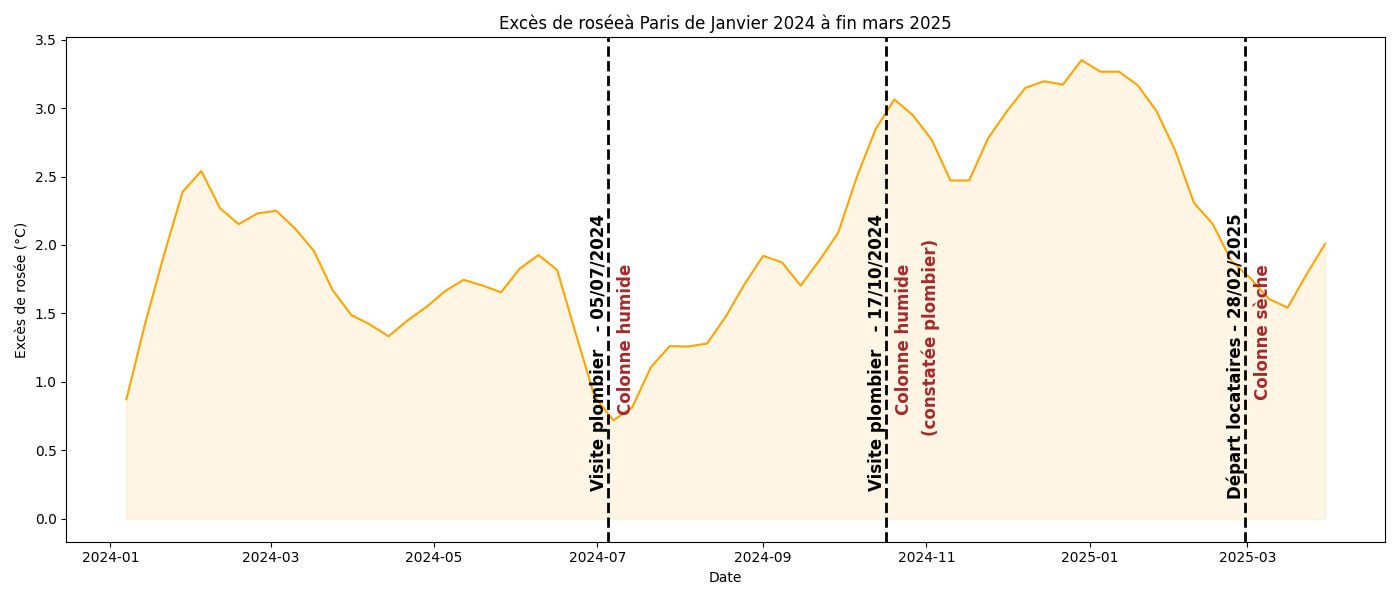 Excès de roséeà Paris de Janvier 2024 à fin mars 2025
Excès de rosée (°C)
3.5
3.0
2.5
2.0
1.5
1.0
0.5
0.0
Visite plombier - 05/07/2024
Colonne humide
Visite plombier - 17/10/2024
Colonne humide
(constatée plombier)
Départ locataires - 28/02/2025
Colonne sèche
2024-01
2024-03
2024-05
2024-07
2024-09
2024-11
2025-01
2025-03
Date